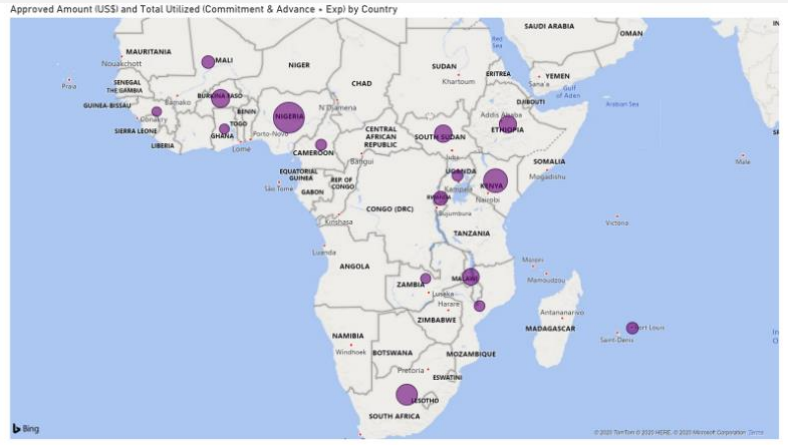 Approved Amount (US$) and Total Utilized (Commitment & Advance + Exp) by Country
SAUDI ARABIA
OMAN
Red
Sea
MAURITANIA
Nouakchott
MALI
NIGER
CHAD
SUDAN
Khartoum
ERITREA
YEMEN
Sana'a
Gulf
of Aden
Arabian Sea
Praia
SENEGAL
THE GAMBIA
GUINEA-BISSAU
Bamako
BURKINA FASO
BENIN
NIGERIA
N'Djamena
DJIBOUTI
Addis Ababa
ETHIOPIA
Conakry
SIERRA LEONE
LIBERIA
TOGO
GHANA
Lome
Porto-Novo
CAMEROON
CENTRAL
AFRICAN
REPUBLIC
Bangui
SOUTH SUDAN
Juba
SOMALIA
Mogadishu
Male
EQUATORIAL
GUINEA
São Tomé
GABON
REP. OF
CONGO
UGANDA
Kampala
KENYA
Nairobi
RWANDA
Bujumbura
CONGO (DRC)
Kinshasa
TANZANIA
Victoria
Luanda
ANGOLA
ZAMBIA
Lusaka
MALAWI
Moroni
Mamoudzou
Harare
ZIMBABWE
Antananarivo
MADAGASCAR
Port Louis
Saint-Denis
NAMIBIA
Windhoek
BOTSWANA
MOZAMBIQUE
Pretoria
ESWATINI
LESOTHO
SOUTH AFRICA
Bing
© 2020 TomTom © 2020 HERE, © 2020 Microsoft Corporation Terms